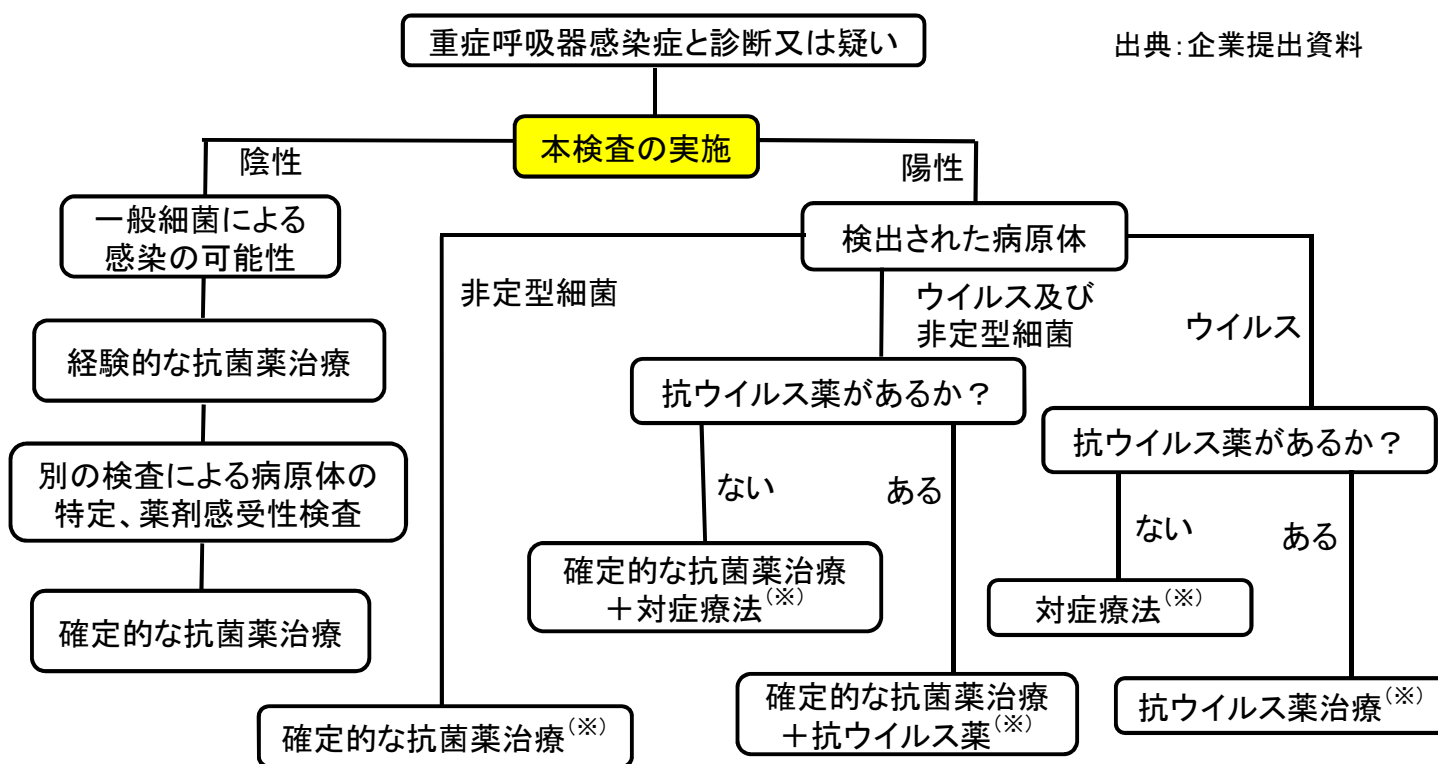 重症呼吸器感染症と診断又は疑い
出典：企業提出資料
本検査の実施
陰性
陽性
一般細菌による
感染の可能性
検出された病原体
非定型細菌
ウイルス及び
非定型細菌
ウイルス
経験的な抗菌薬治療
抗ウイルス薬があるか？
抗ウイルス薬があるか？
別の検査による病原体の
特定、薬剤感受性検査
ない
ある
ない
ある
確定的な抗菌薬治療
＋対症療法(※)
対症療法(※)
確定的な抗菌薬治療
確定的な抗菌薬治療(※)
確定的な抗菌薬治療
＋抗ウイルス薬(※)
抗ウイルス薬治療(※)